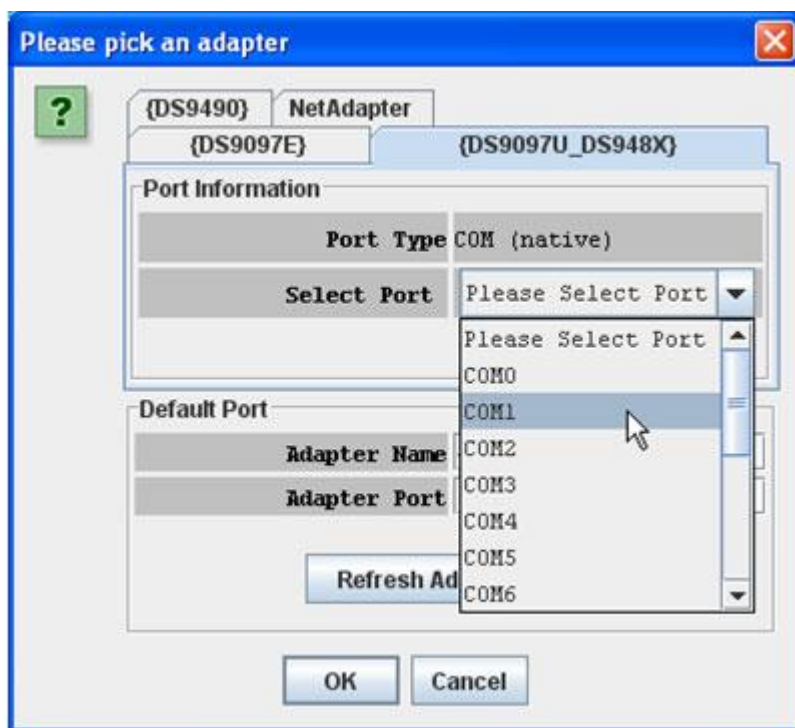 Please pick an adapter
?
{DS9490} NetAdapter
{DS9097E} {DS9097U_DS948X}
Port Information
Port Type COM (native)
Select Port Please Select Port
Please Select Port
COM0
COM1
Default Port
Adapter Name
COM2
COM3
Adapter Port
COM4
COM5
Refresh Ad
COM6
OK Cancel